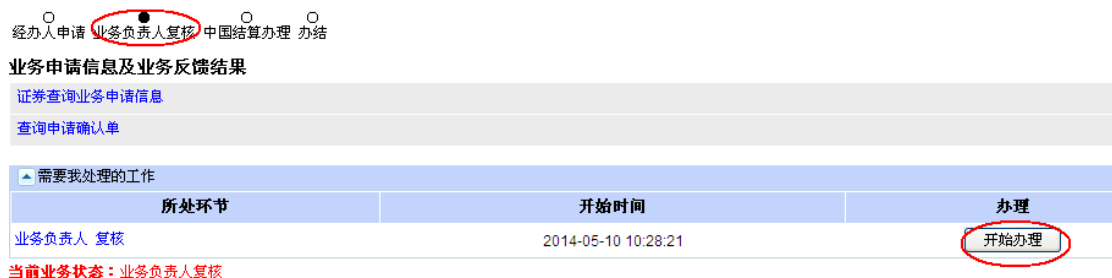 经办人申请 业务负责人复核 中国结算办理 办结
业务申请信息及业务反馈结果
证券查询业务申请信息
查询申请确认单
需要我处理的工作
所处环节 开始时间 办理
业务负责人 复核 2014-05-10 10:28:21 开始办理
当前业务状态：业务负责人复核